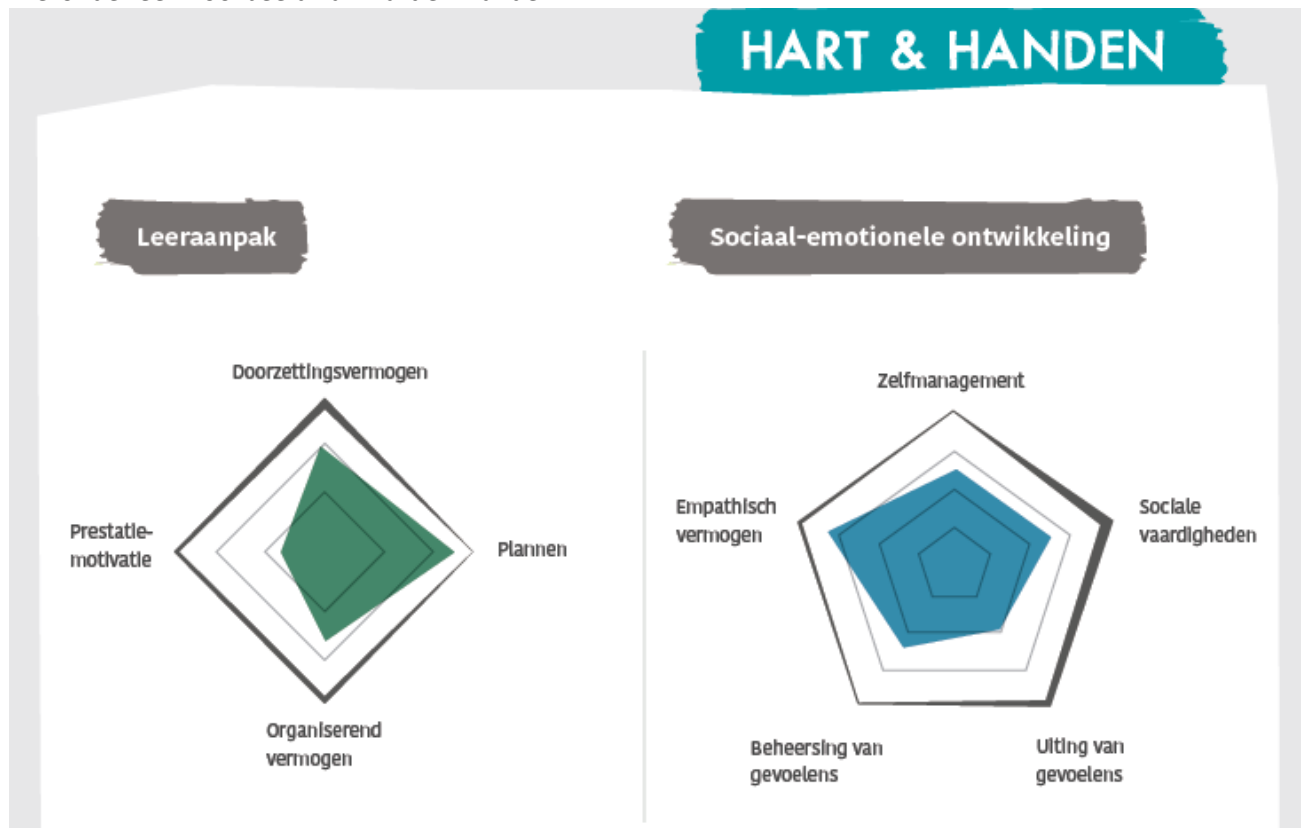 HART & HANDEN
Leeraanpak
Sociaal-emotionele ontwikkeling
Doorzettingsvermogen
Prestatie-
motivatie
Plannen
Organiserend
vermogen
Zelfmanagement
Empathisch
vermogen
Sociale
vaardigheden
Beheersing van
gevoelens
Uiting van
gevoelens